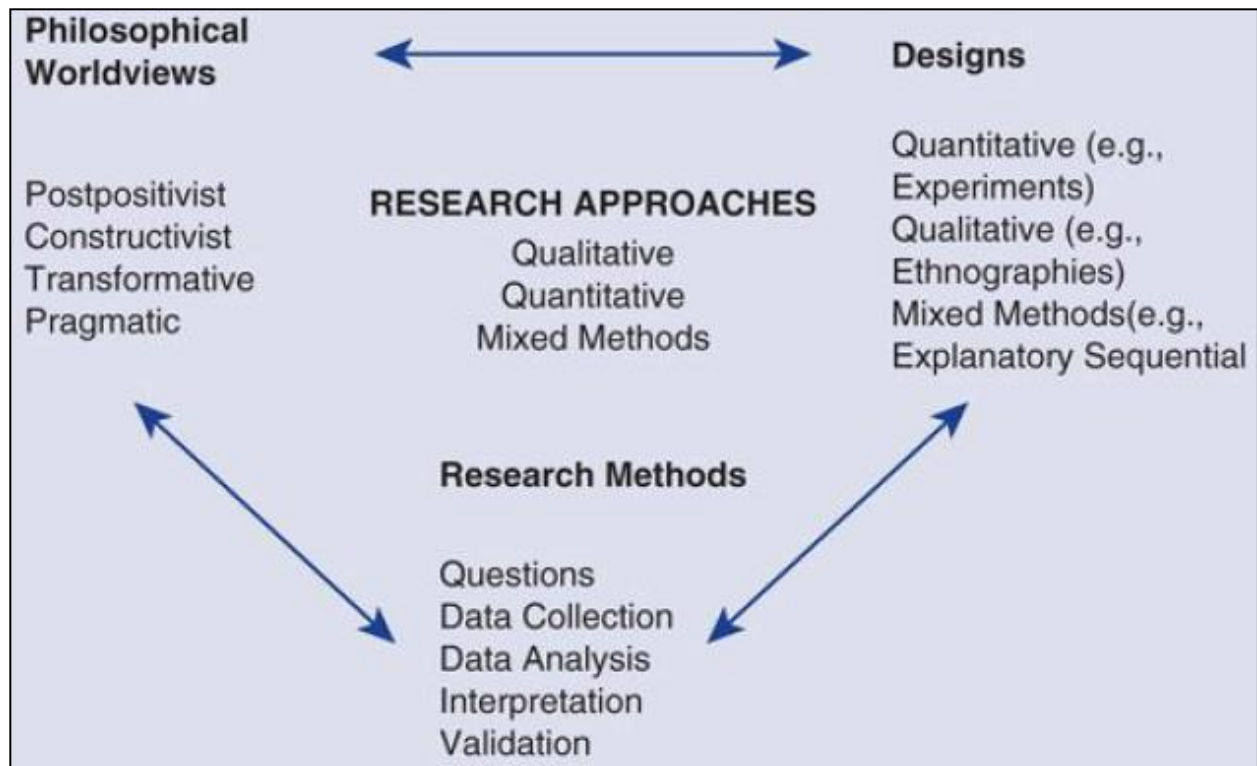 Philosophical
Worldviews
Postpositivist
Constructivist
Transformative
Pragmatic
RESEARCH APPROACHES
Qualitative
Quantitative
Mixed Methods
Designs
Quantitative (e.g.,
Experiments)
Qualitative (e.g.,
Ethnographies)
Mixed Methods(e.g.,
Explanatory Sequential
Research Methods
Questions
Data Collection
Data Analysis
Interpretation
Validation